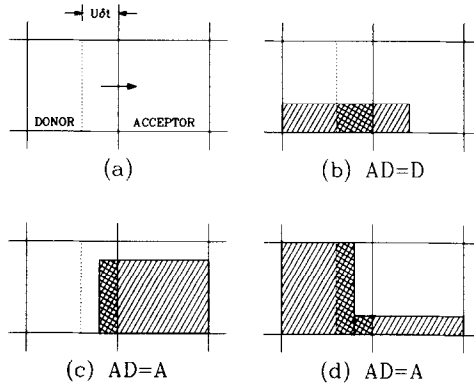 Uδt
DONOR
ACCEPTOR
(a)
(b) AD=D
(c) AD=A
(d) AD=A